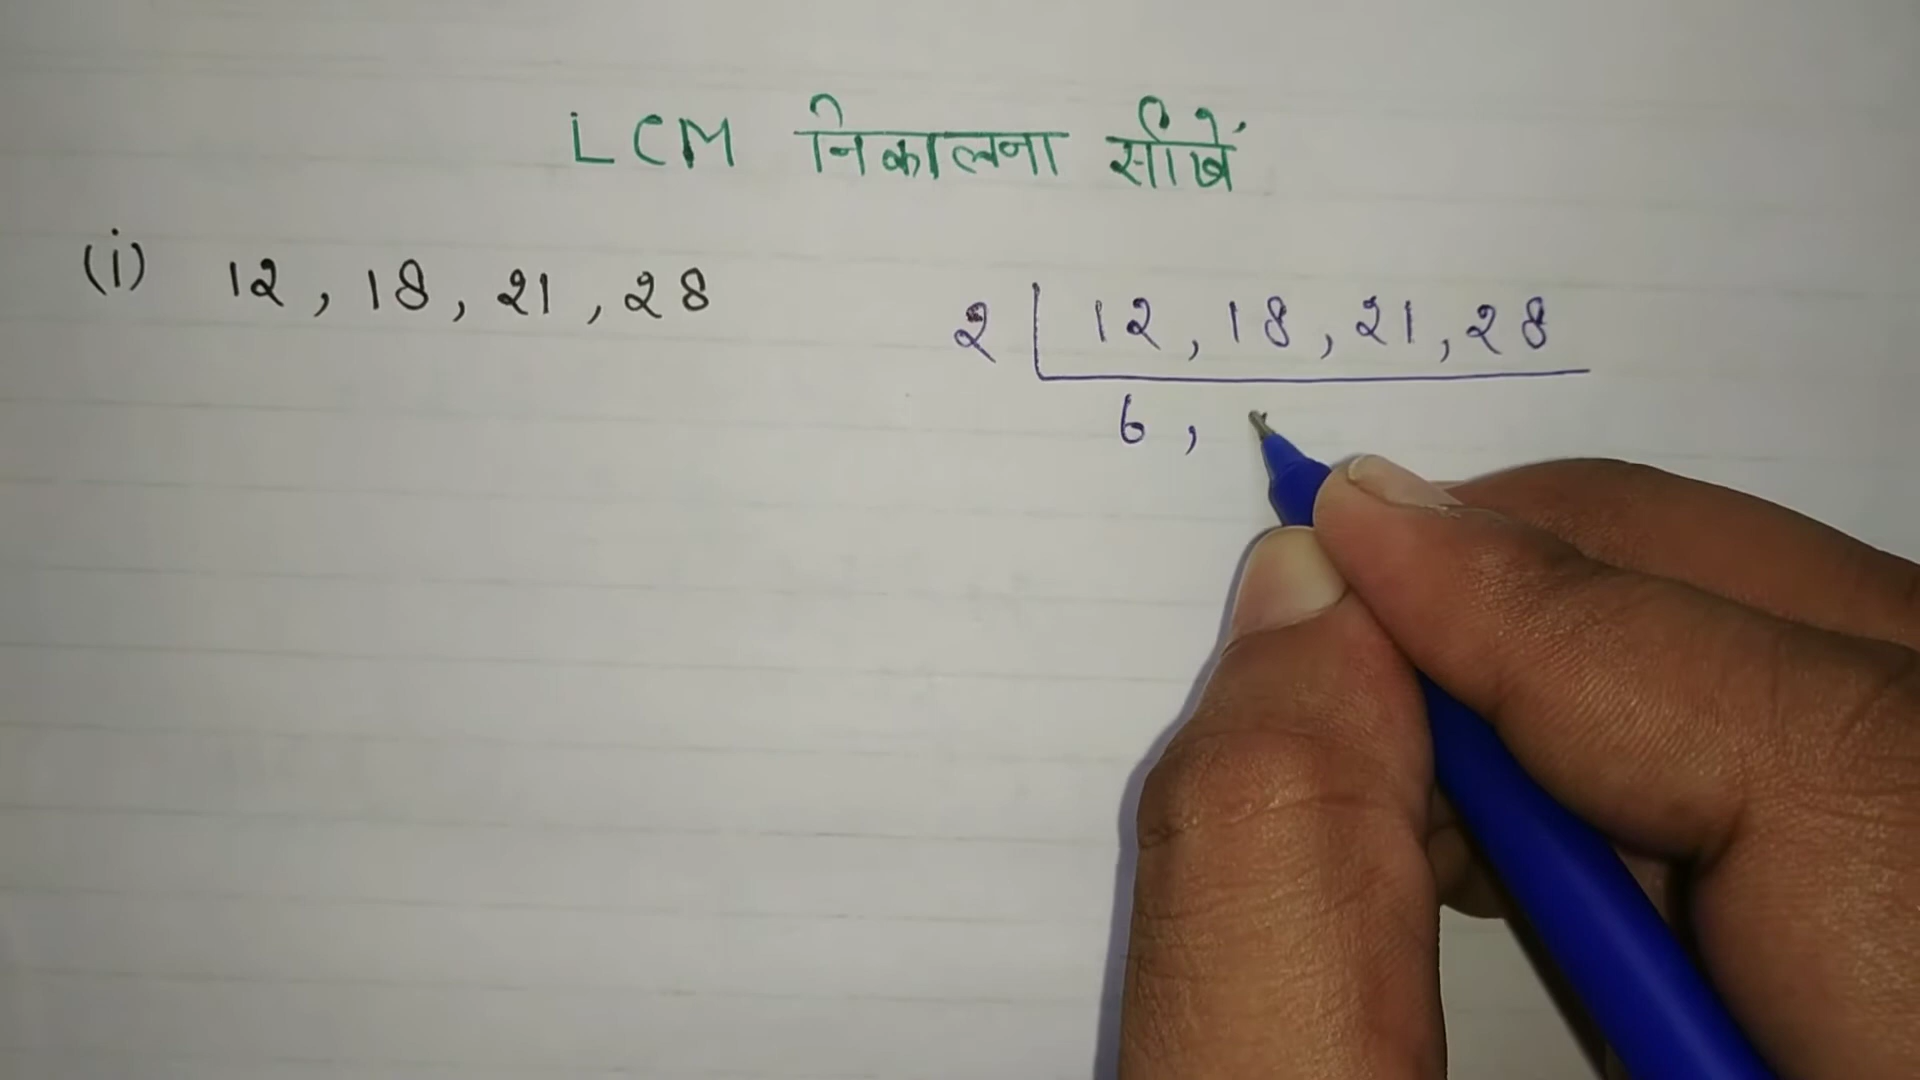 LCM निकालना सीखें
(i) 12, 18, 21, 28
2 | 12, 18, 21, 28
6,